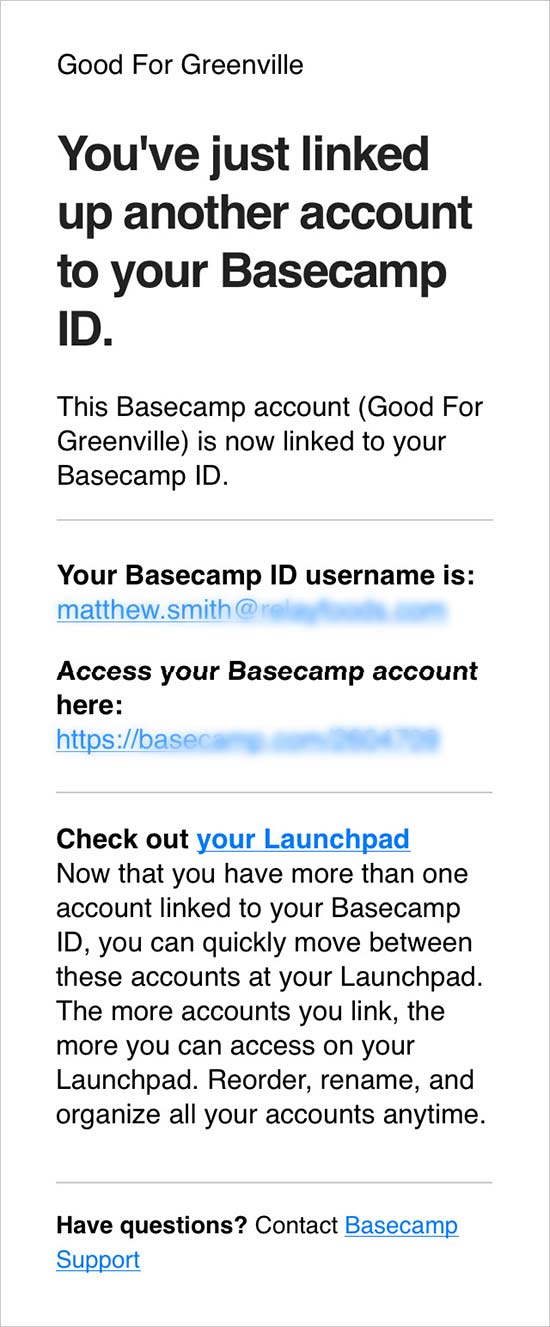 Good For Greenville
You've just linked
up another account
to your Basecamp
ID.
This Basecamp account (Good For
Greenville) is now linked to your
Basecamp ID.
Your Basecamp ID username is:
matthew.smith@
Access your Basecamp account
here:
https://basecamp
Check out your Launchpad
Now that you have more than one
account linked to your Basecamp
ID, you can quickly move between
these accounts at your Launchpad.
The more accounts you link, the
more you can access on your
Launchpad. Reorder, rename, and
organize all your accounts anytime.
Have questions? Contact Basecamp
Support